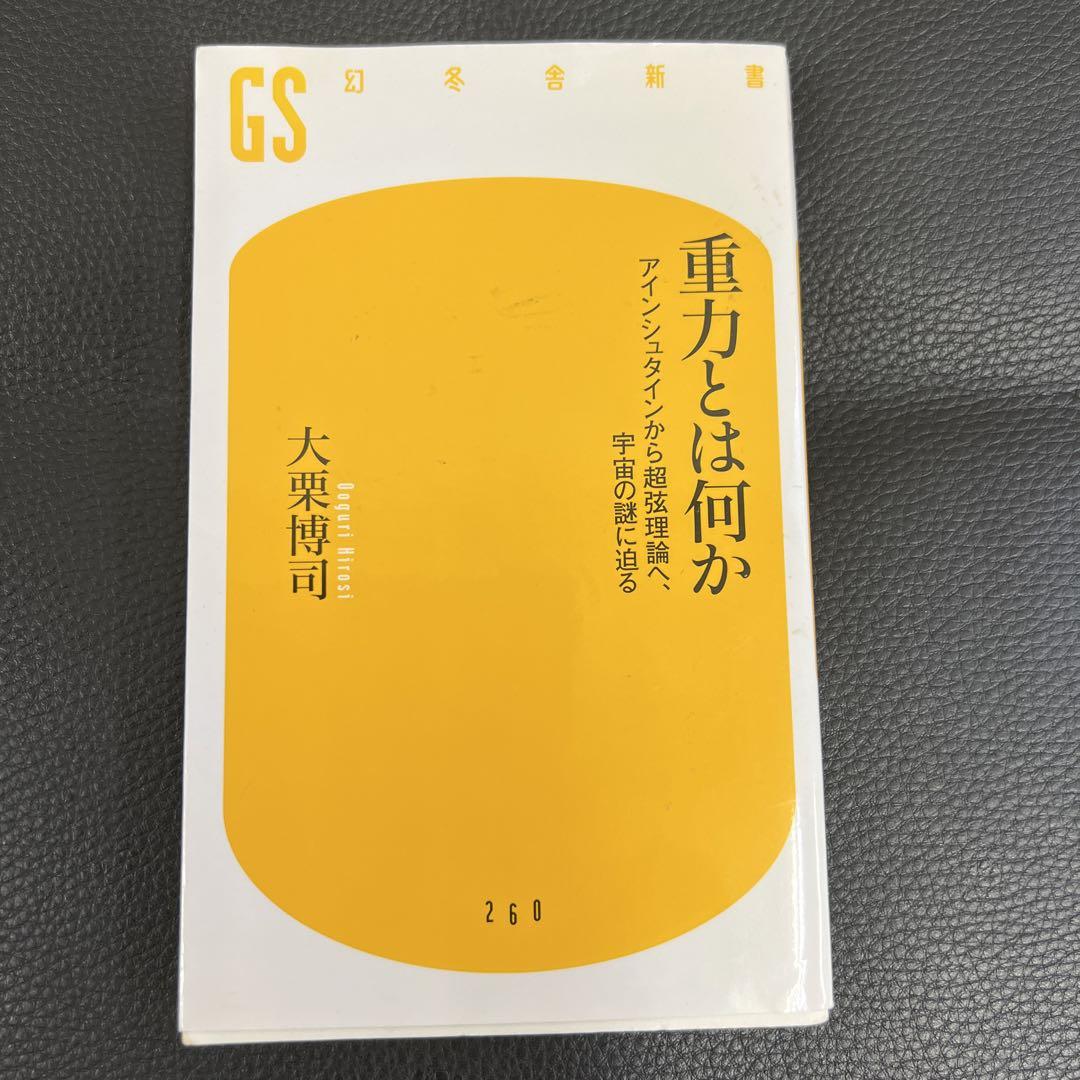 GS
幻冬舎新書
重力とは何か
アインシュタインから超弦理論へ、
宇宙の謎に迫る
大栗博司
Ooguri Hirosi
260